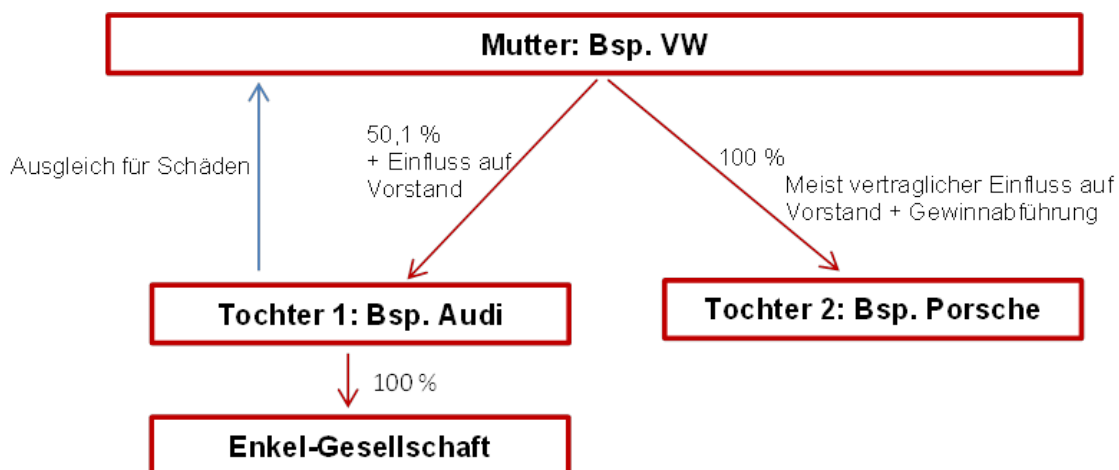 Mutter: Bsp. VW
Ausgleich für Schäden
50,1 %
+ Einfluss auf
Vorstand
100 %
Meist vertraglicher Einfluss auf
Vorstand + Gewinnabführung
Tochter 1: Bsp. Audi
Tochter 2: Bsp. Porsche
100 %
Enkel-Gesellschaft